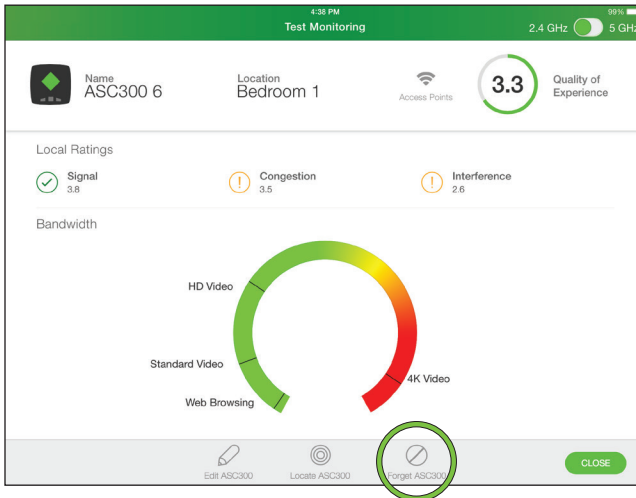 4:38 PM
99%
Test Monitoring
2.4 GHz
5 GHz
Name
ASC300 6
Location
Bedroom 1
Access Points
3.3
Quality of
Experience
Local Ratings
Signal
3.8
Congestion
3.5
Interference
2.6
Bandwidth
HD Video
Standard Video
Web Browsing
4K Video
Edit ASC300
Locate ASC300
Forget ASC300
CLOSE